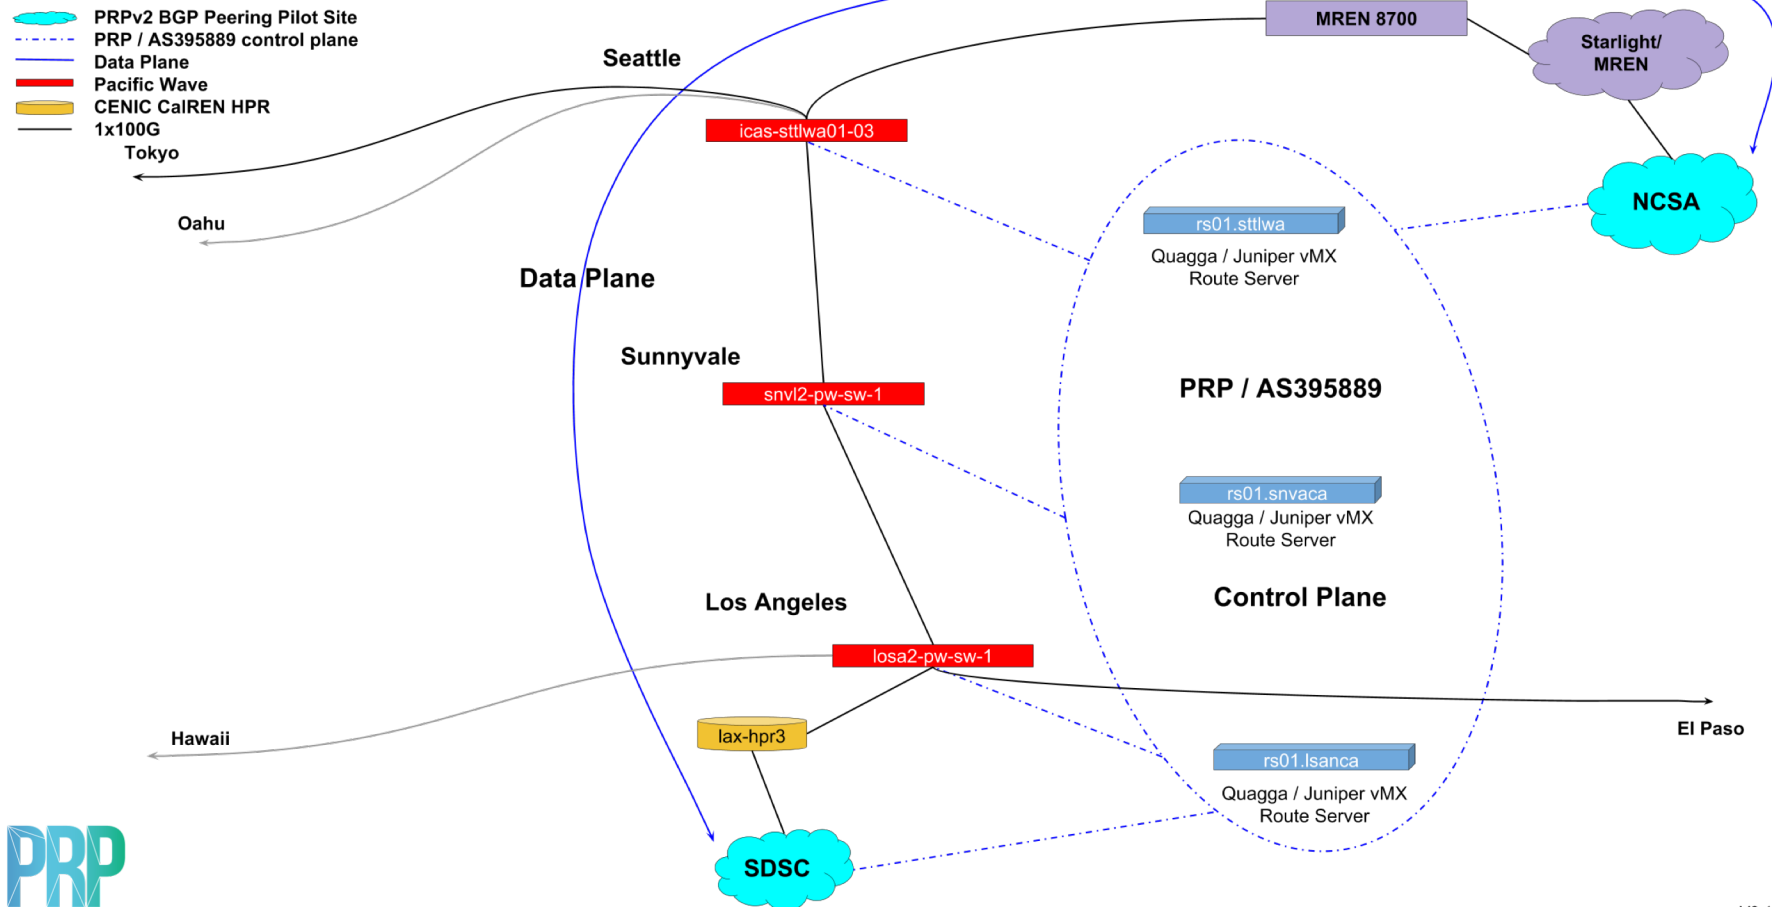 PRPv2 BGP Peering Pilot Site
PRP / AS395889 control plane
Data Plane
Pacific Wave
CENIC CalREN HPR
1x100G
MREN 8700
Starlight/
MREN
Seattle
icas-sttlwa01-03
Tokyo
Oahu
NCSA
rs01.sttlwa
Quagga / Juniper vMX
Route Server
Data Plane
Sunnyvale
snvl2-pw-sw-1
PRP / AS395889
rs01.snvaca
Quagga / Juniper vMX
Route Server
Control Plane
Los Angeles
losa2-pw-sw-1
Hawaii
lax-hpr3
El Paso
rs01.lsanca
Quagga / Juniper vMX
Route Server
SDSC
PRP